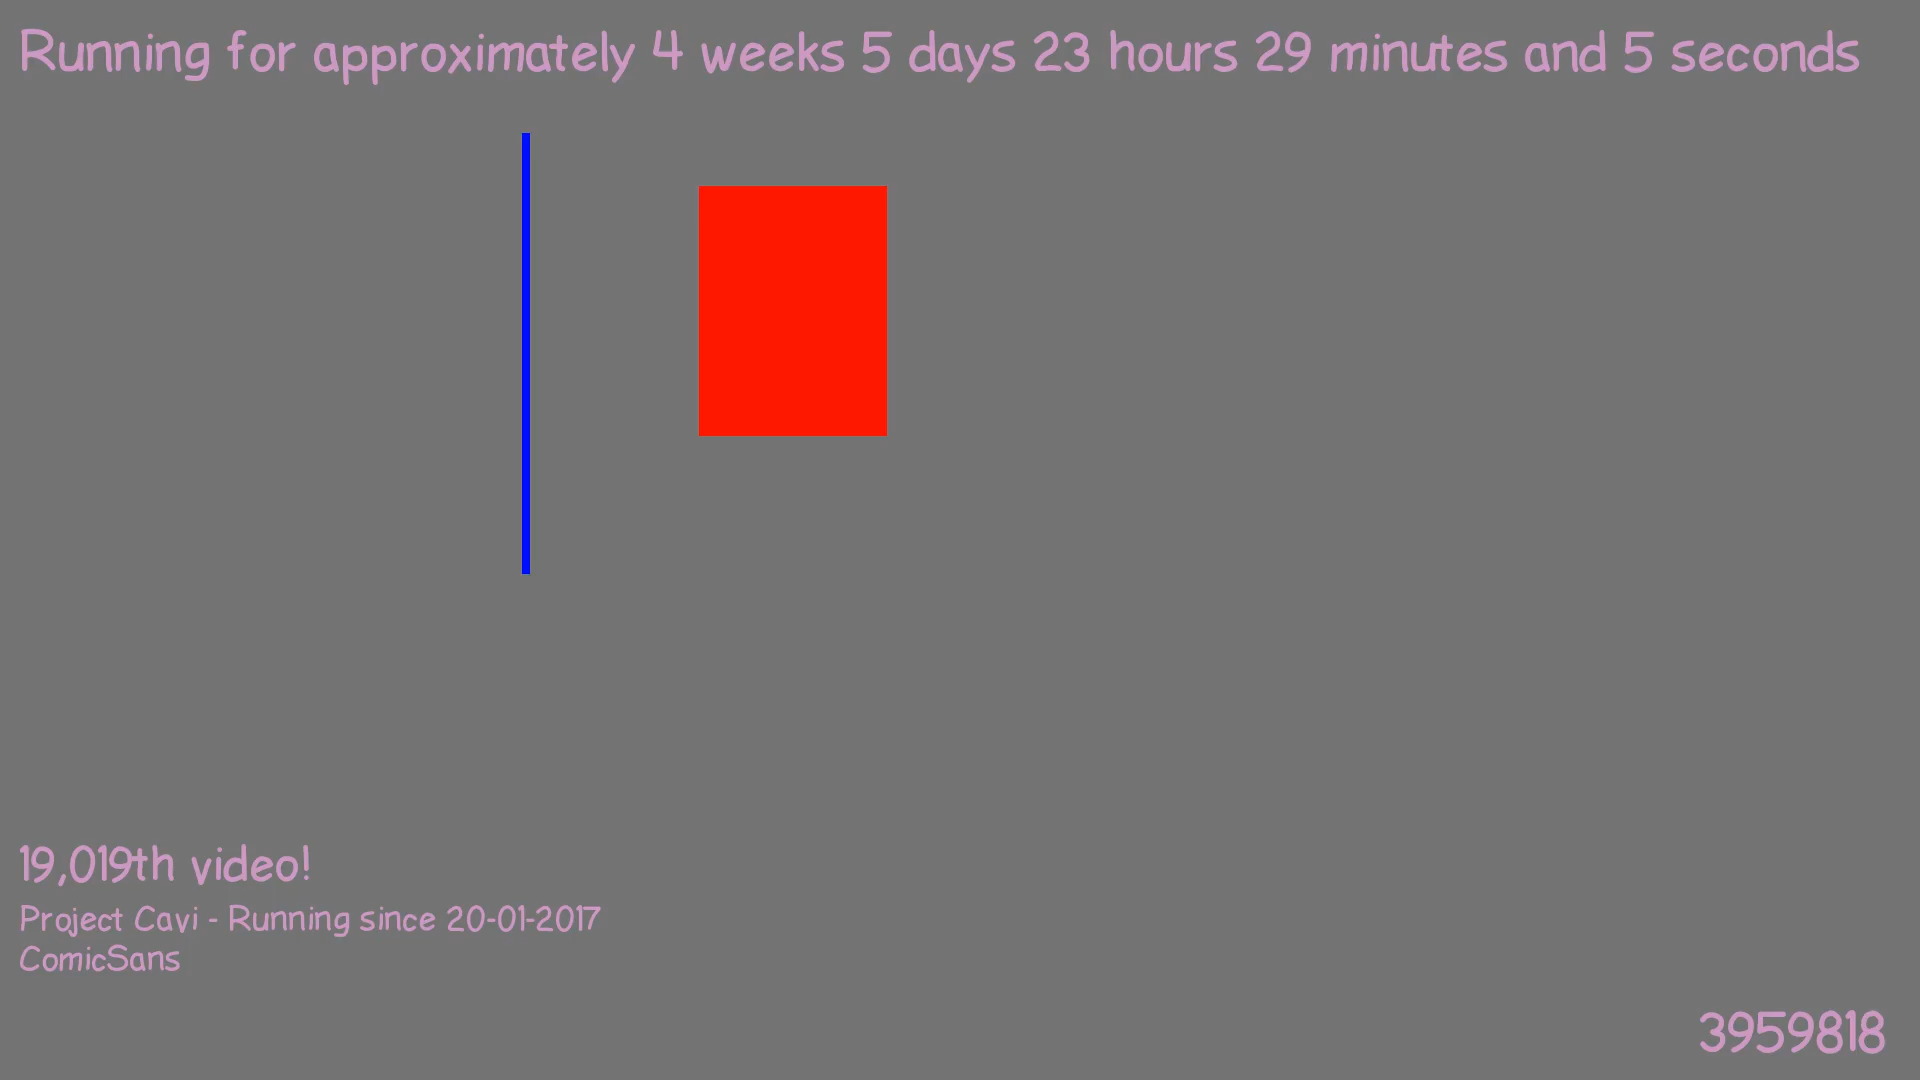 Running for approximately 4 weeks 5 days 23 hours 29 minutes and 5 seconds
19,019th video!
Project Cavi - Running since 20-01-2017
ComicSans
3959818